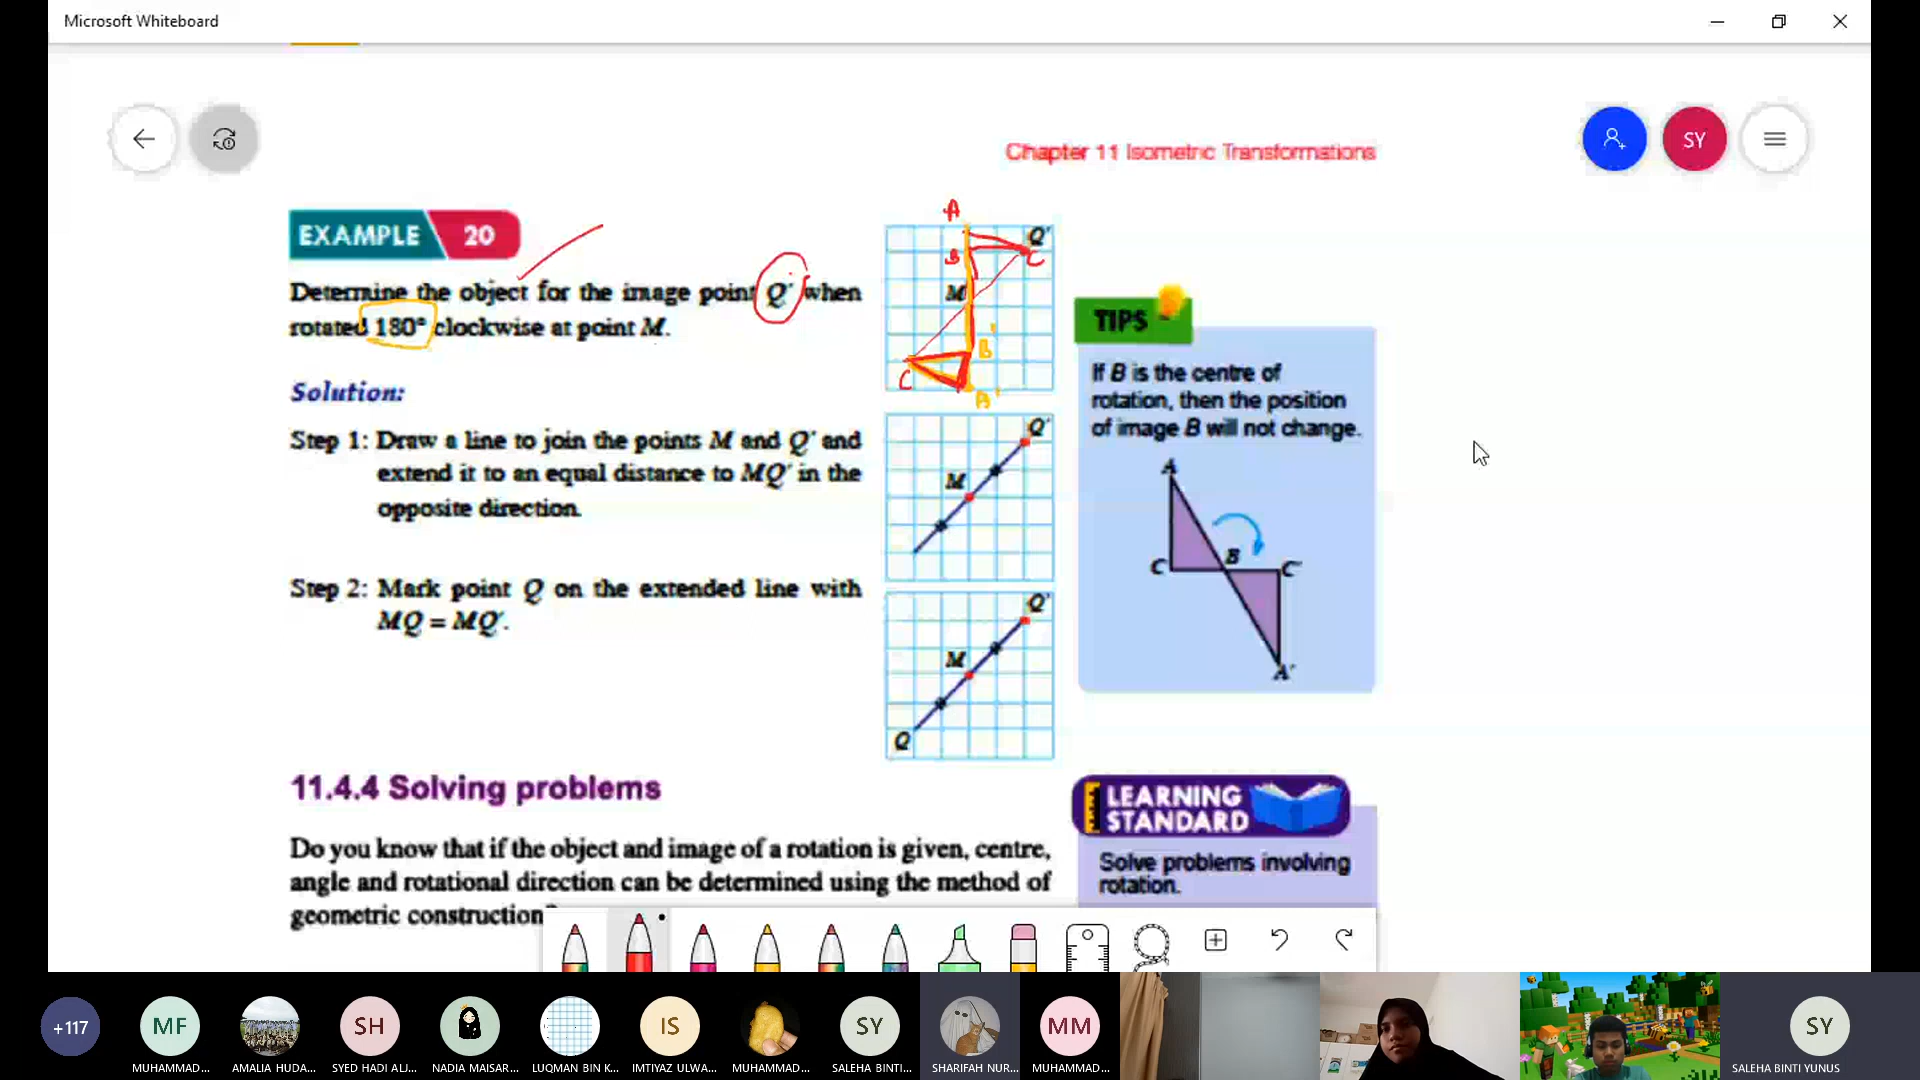 Microsoft Whiteboard
SY
Chapter 11 Isometric Transformations
EXAMPLE 20
Determine the object for the image point Q' when
rotated 180° clockwise at point M.
Solution:
Step 1: Draw a line to join the points M and Q' and
extend it to an equal distance to MQ' in the
opposite direction.
Step 2: Mark point Q on the extended line with
MQ = MQ'.
A
Q'
B
C
M
B'
C
A'
Q'
M
Q'
M
Q
TIPS
If B is the centre of
rotation, then the position
of image B will not change.
A
B
C
C'
A'
11.4.4 Solving problems
Do you know that if the object and image of a rotation is given, centre,
angle and rotational direction can be determined using the method of
geometric construction?
LEARNING
STANDARD
Solve problems involving
rotation.
+117
MF
SH
IS
SY
MM
SY
MUHAMMAD...
AMALIA HUDA...
SYED HADI ALJ...
NADIA MAISAR...
LUQMAN BIN K...
IMTIYAZ ULWA...
MUHAMMAD...
SALEHA BINTI...
SHARIFAH NUR...
MUHAMMAD...
SALEHA BINTI YUNUS